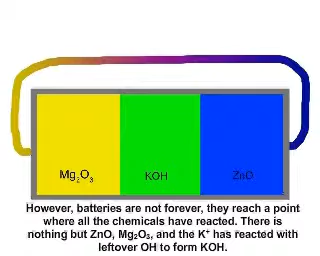 Mg₂O₃ KOH ZnO
However, batteries are not forever, they reach a point
where all the chemicals have reacted. There is
nothing but ZnO, Mg₂O₃, and the K⁺ has reacted with
leftover OH to form KOH.